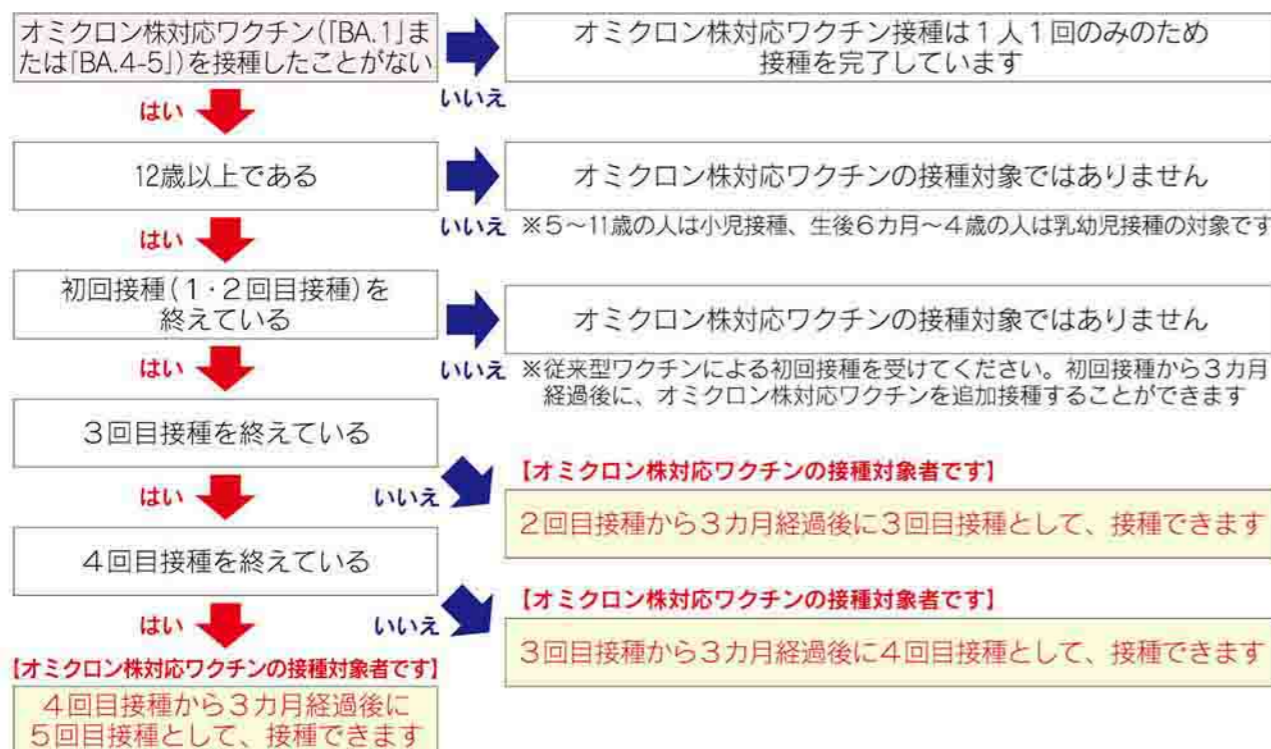 オミクロン株対応ワクチン(「BA.1」ま
たは「BA.4-5」)を接種したことがない
いいえ
オミクロン株対応ワクチン接種は1人1回のみのため
接種を完了しています
はい
12歳以上である
いいえ
オミクロン株対応ワクチンの接種対象ではありません
※5～11歳の人は小児接種、生後6カ月～4歳の人は乳幼児接種の対象です
はい
初回接種(1・2回目接種)を
終えている
いいえ
オミクロン株対応ワクチンの接種対象ではありません
※従来型ワクチンによる初回接種を受けてください。初回接種から3カ月
経過後に、オミクロン株対応ワクチンを追加接種することができます
はい
3回目接種を終えている
いいえ
【オミクロン株対応ワクチンの接種対象者です】
2回目接種から3カ月経過後に3回目接種として、接種できます
はい
4回目接種を終えている
いいえ
【オミクロン株対応ワクチンの接種対象者です】
3回目接種から3カ月経過後に4回目接種として、接種できます
はい
【オミクロン株対応ワクチンの接種対象者です】
4回目接種から3カ月経過後に
5回目接種として、接種できます